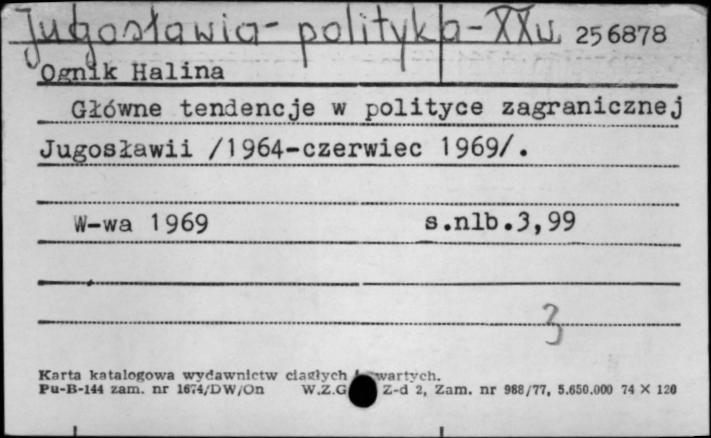 Jugosławia - polityka - XXw. 256878
Ognik Halina
Główne tendencje w polityce zagranicznej
Jugosławii /1964-czerwiec 1969/.
W-wa 1969 s.nlb.3,99
3
Karta katalogowa wydawnictw ciągłych
Pu-B-144 zam. nr 1674/DW/On W.Z.G Z-d 2, Zam. nr 988/77, 5.650.000 74 × 120